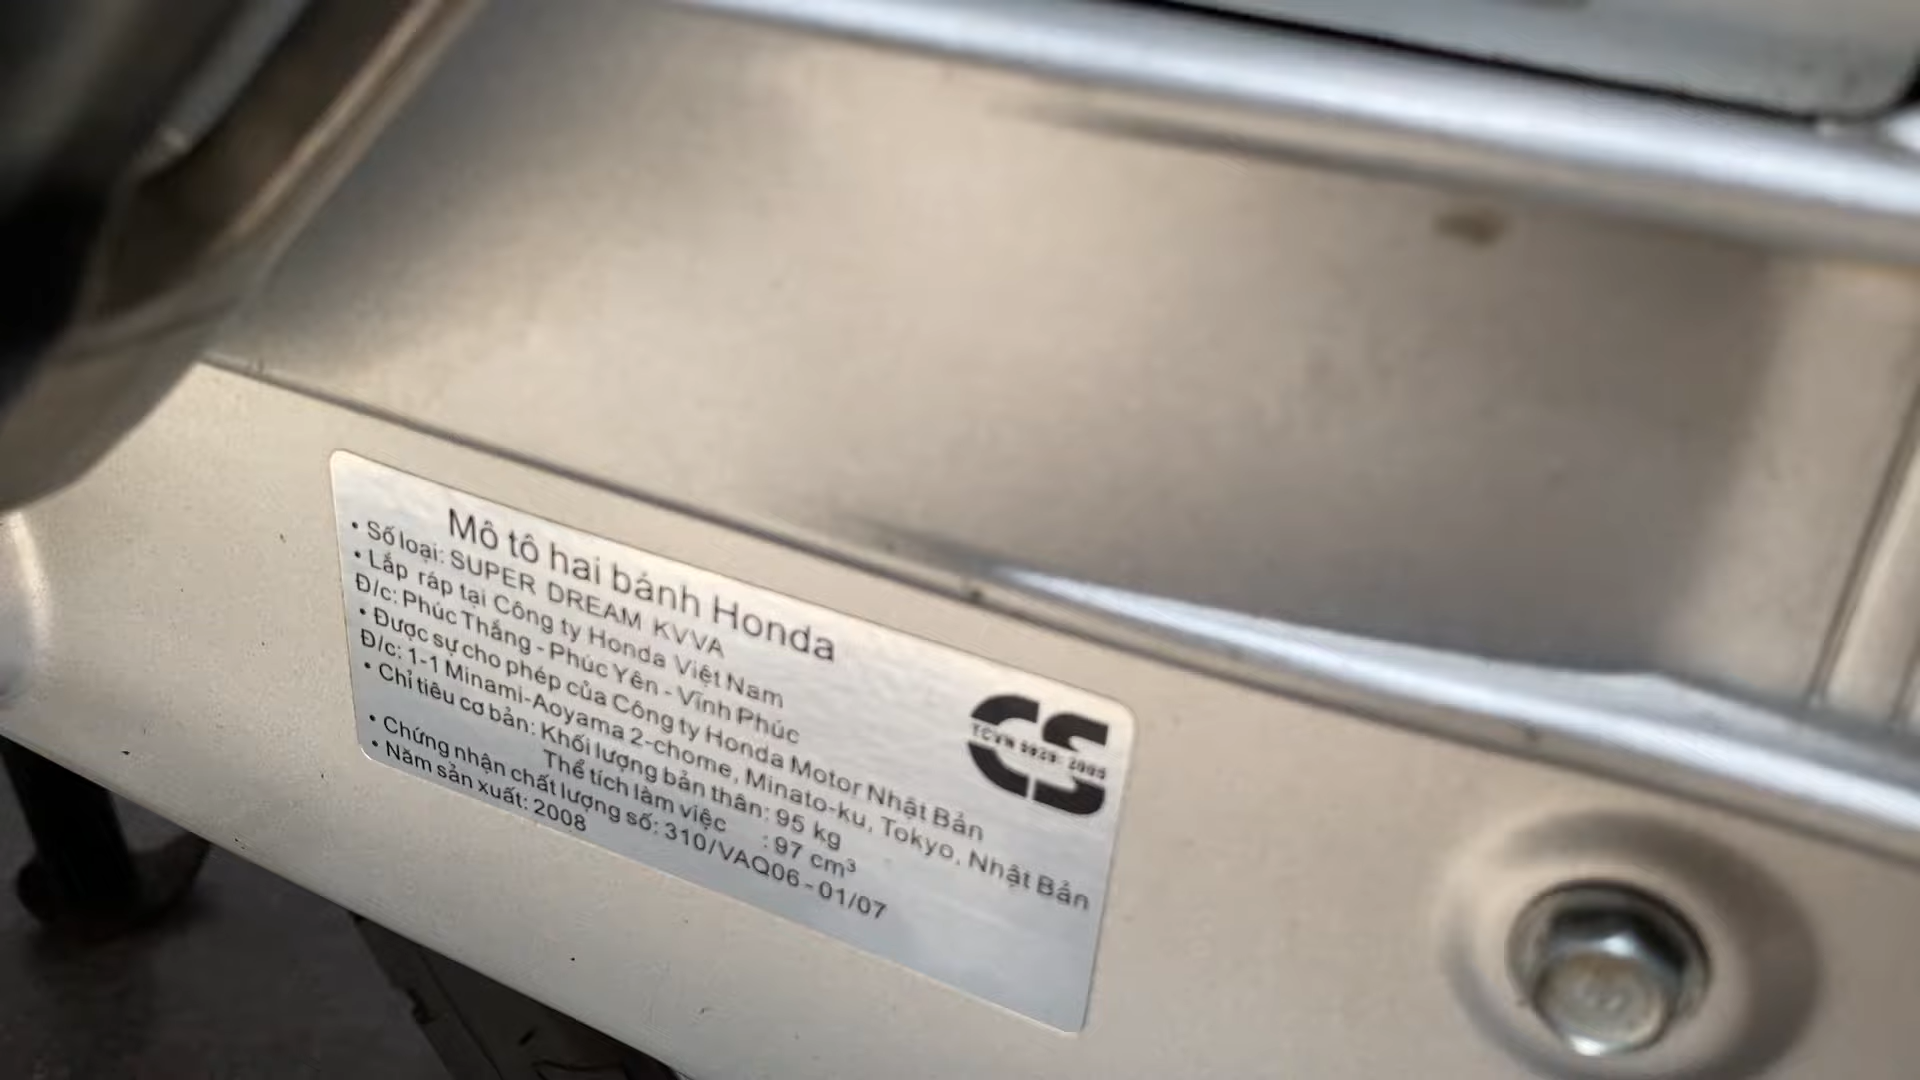 Mô tô hai bánh Honda
• Số loại: SUPER DREAM KVVA
• Lắp ráp tại Công ty Honda Việt Nam
Đ/c: Phúc Thắng - Phúc Yên - Vĩnh Phúc
• Được sự cho phép của Công ty Honda Motor Nhật Bản
Đ/c: 1-1 Minami-Aoyama 2-chome, Minato-ku, Tokyo, Nhật Bản
• Chỉ tiêu cơ bản: Khối lượng bản thân: 95 kg
Thể tích làm việc : 97 cm³
• Chứng nhận chất lượng số: 310/VAQ06 - 01/07
• Năm sản xuất: 2008
CS
TCVN 5929: 2005